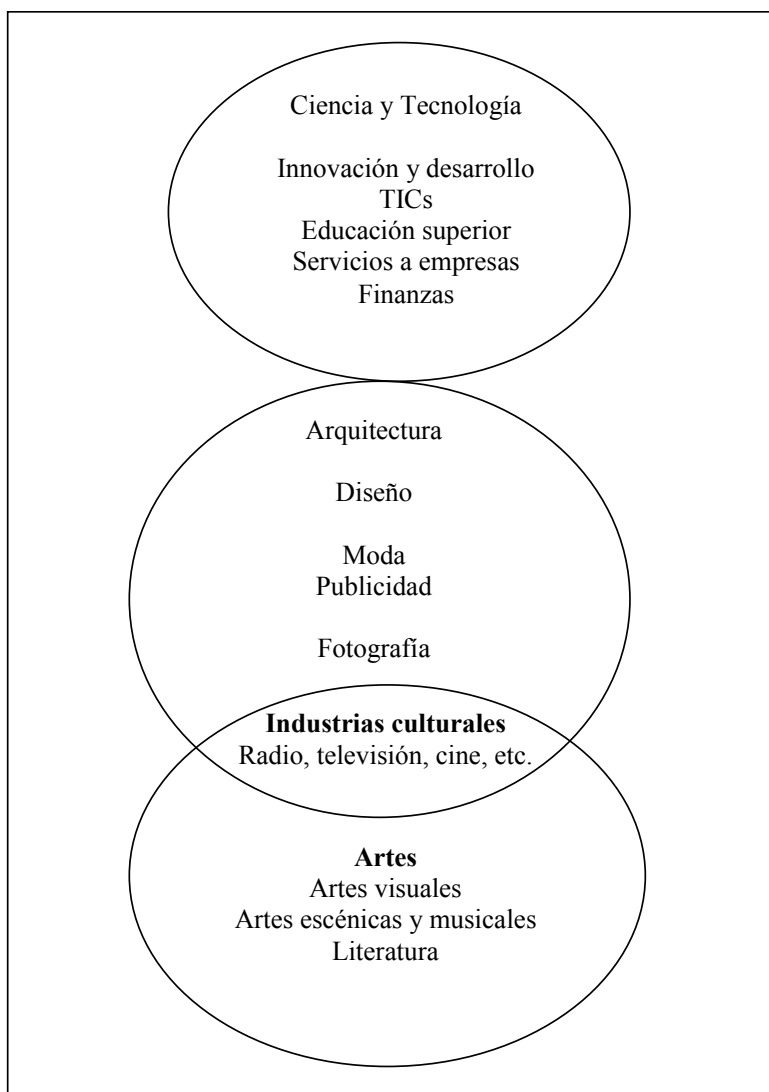 Ciencia y Tecnología
Innovación y desarrollo
TICs
Educación superior
Servicios a empresas
Finanzas
Arquitectura
Diseño
Moda
Publicidad
Fotografía
Industrias culturales
Radio, televisión, cine, etc.
Artes
Artes visuales
Artes escénicas y musicales
Literatura